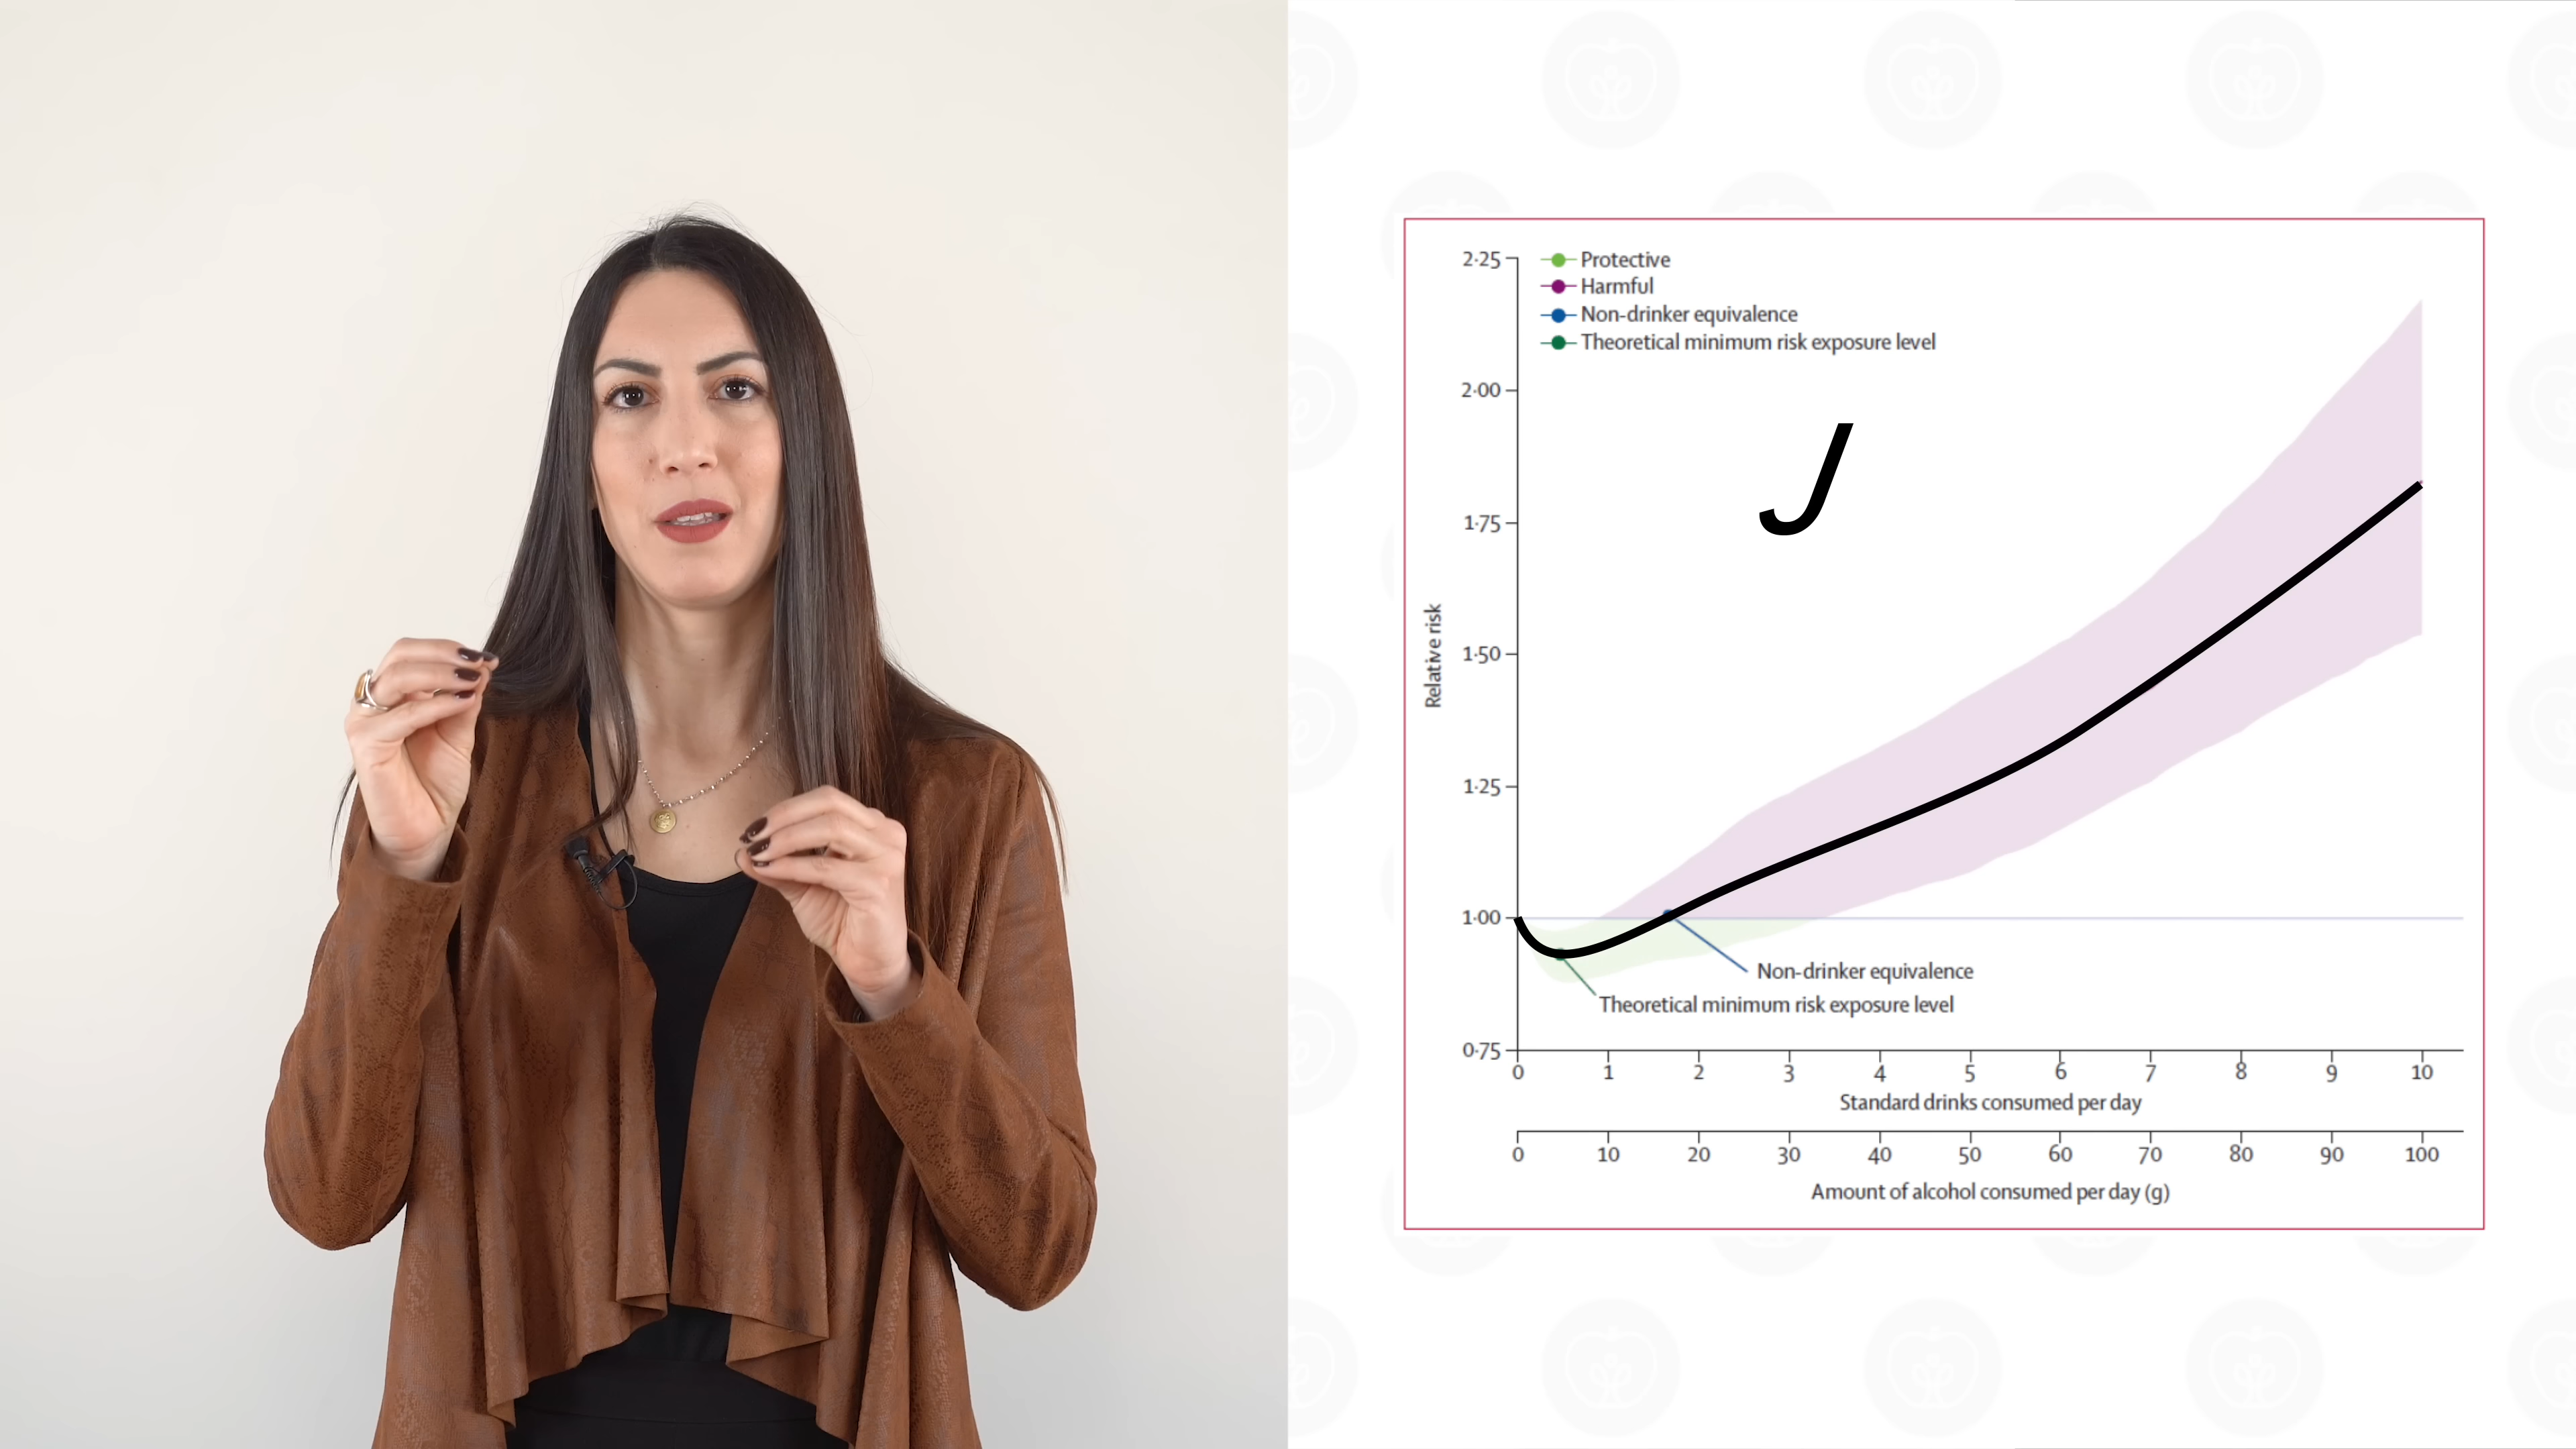 2·25
Protective
Harmful
Non-drinker equivalence
Theoretical minimum risk exposure level
2·00
J
1·75
1·50
Relative risk
1·25
1·00
Non-drinker equivalence
Theoretical minimum risk exposure level
0·75
0 1 2 3 4 5 6 7 8 9 10
Standard drinks consumed per day
0 10 20 30 40 50 60 70 80 90 100
Amount of alcohol consumed per day (g)